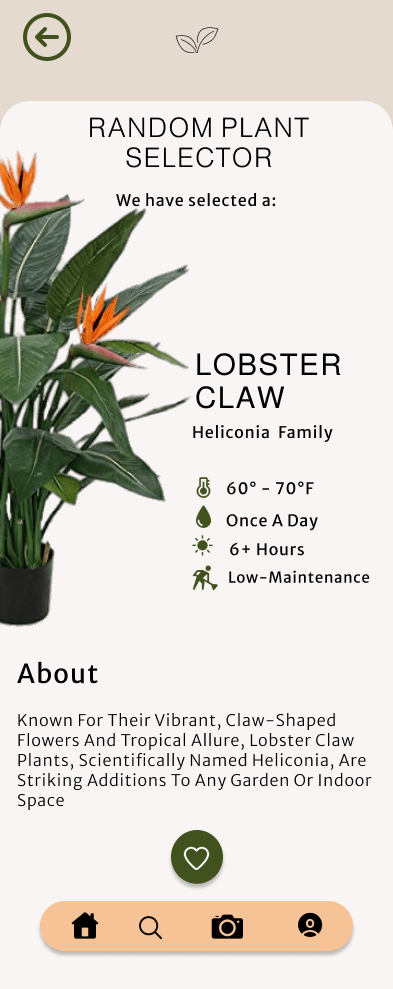 RANDOM PLANT
SELECTOR
We have selected a:
LOBSTER
CLAW
Heliconia Family
60° - 70°F
Once A Day
6+ Hours
Low-Maintenance
About
Known For Their Vibrant, Claw-Shaped
Flowers And Tropical Allure, Lobster Claw
Plants, Scientifically Named Heliconia, Are
Striking Additions To Any Garden Or Indoor
Space